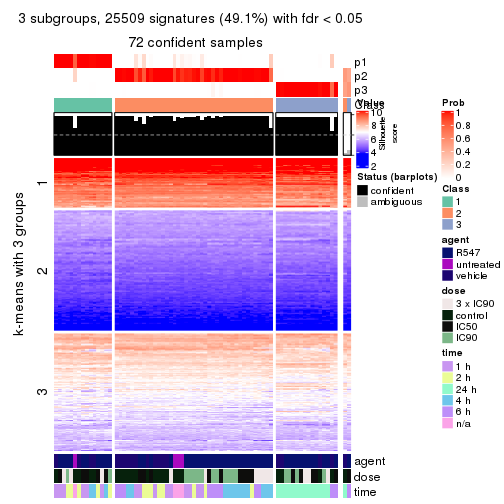 3 subgroups, 25509 signatures (49.1%) with fdr < 0.05
72 confident samples
p1
p2
p3
Class
Silhouette
score
k-means with 3 groups
1
2
3
agent
dose
time
Value
10
8
6
4
2
Status (barplots)
confident
ambiguous
Prob
1
0.8
0.6
0.4
0.2
0
Class
1
2
3
agent
R547
untreated
vehicle
dose
3 x IC90
control
IC50
IC90
time
1 h
2 h
24 h
4 h
6 h
n/a